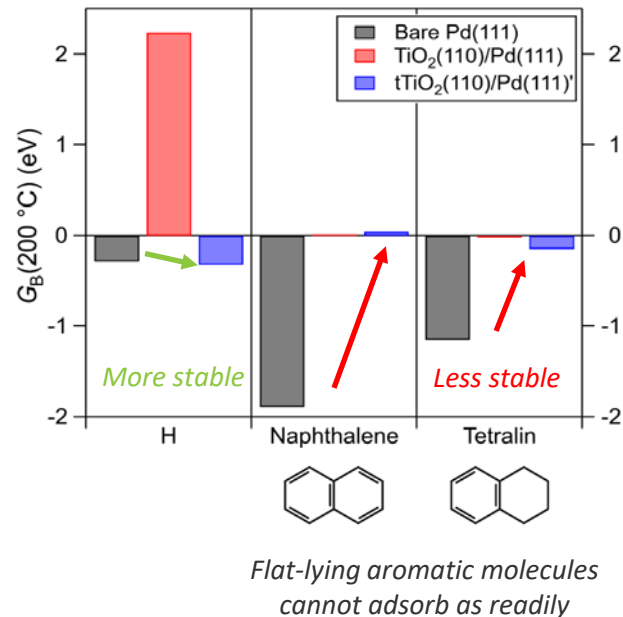 Bare Pd(111)
TiO₂(110)/Pd(111)
tTiO₂(110)/Pd(111)'
G_B(200 °C) (eV)
2
1
0
-1
-2
2
1
0
-1
-2
More stable
Less stable
H
Naphthalene
Tetralin
Flat-lying aromatic molecules
cannot adsorb as readily